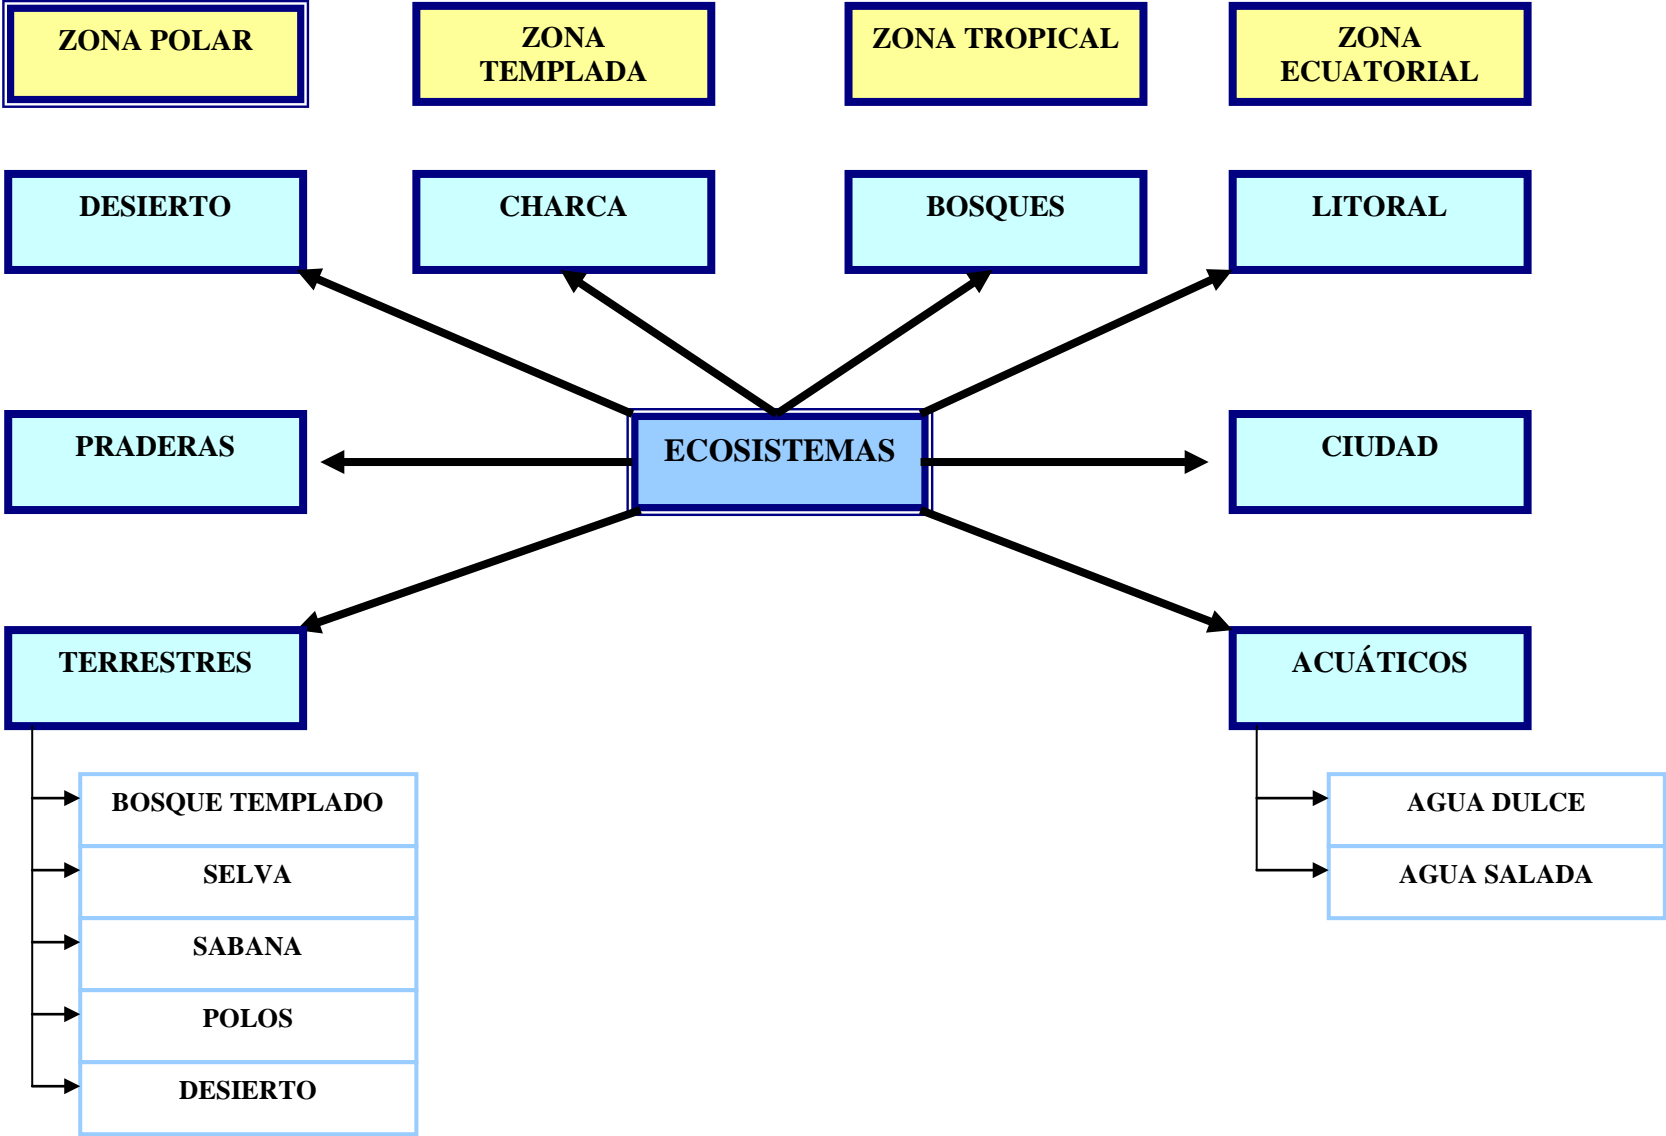 ZONA POLAR
ZONA
TEMPLADA
ZONA TROPICAL
ZONA
ECUATORIAL
DESIERTO
CHARCA
BOSQUES
LITORAL
PRADERAS
ECOSISTEMAS
CIUDAD
TERRESTRES
ACUÁTICOS
BOSQUE TEMPLADO
SELVA
SABANA
POLOS
DESIERTO
AGUA DULCE
AGUA SALADA